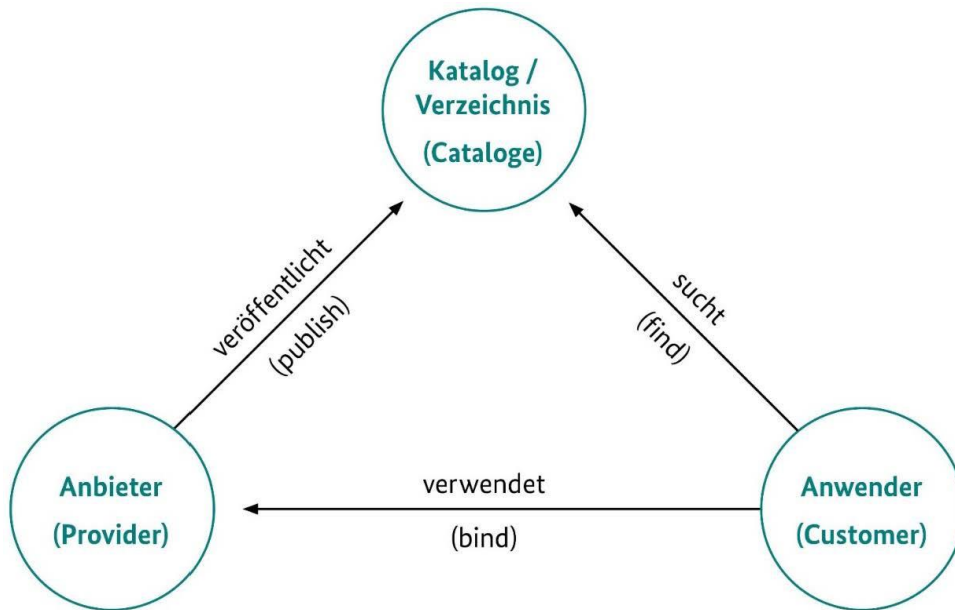 Katalog /
Verzeichnis
(Cataloge)
veröffentlicht
(publish)
sucht
(find)
Anbieter
(Provider)
verwendet
(bind)
Anwender
(Customer)